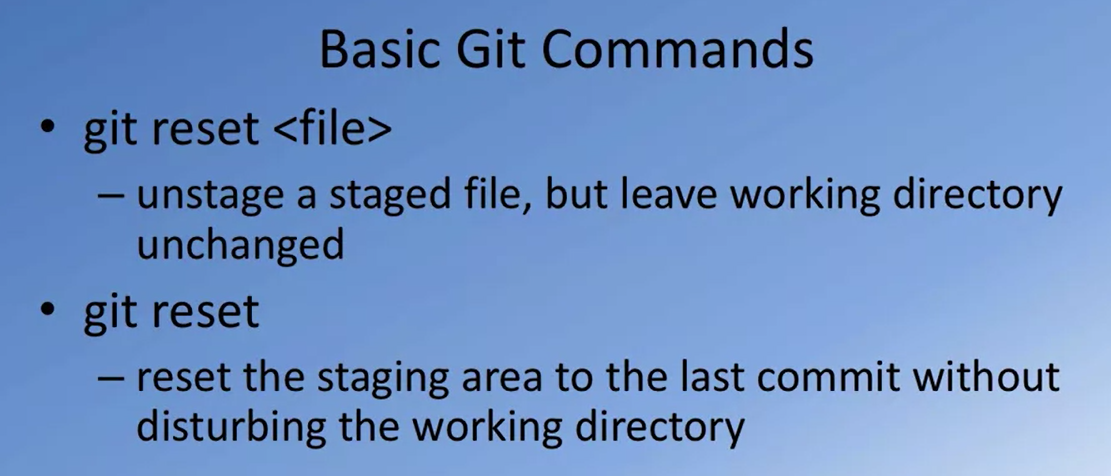 Basic Git Commands
• git reset <file>
– unstage a staged file, but leave working directory
unchanged
• git reset
– reset the staging area to the last commit without
disturbing the working directory